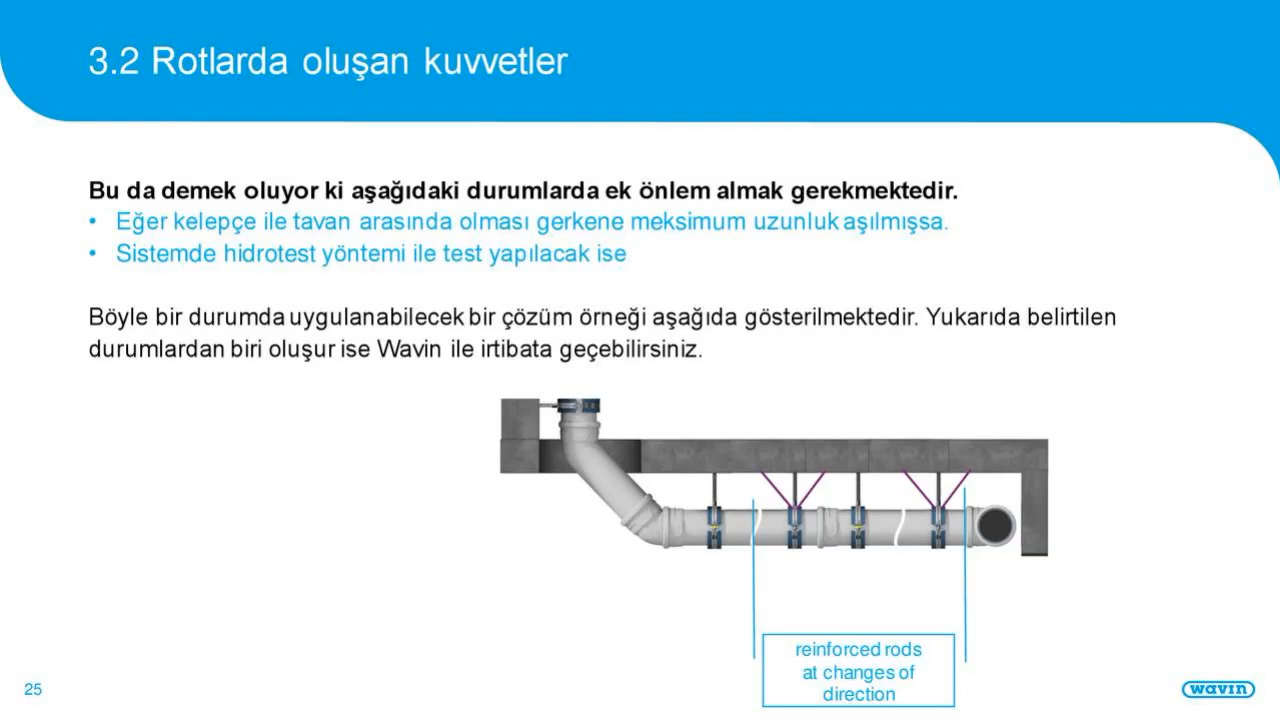 3.2 Rotlarda oluşan kuvvetler
Bu da demek oluyor ki aşağıdaki durumlarda ek önlem almak gerekmektedir.
• Eğer kelepçe ile tavan arasında olması gerkene meksimum uzunluk aşılmışsa.
• Sistemde hidrotest yöntemi ile test yapılacak ise
Böyle bir durumda uygulanabilecek bir çözüm örneği aşağıda gösterilmektedir. Yukarıda belirtilen
durumlardan biri oluşur ise Wavin ile irtibata geçebilirsiniz.
reinforced rods
at changes of
direction
25
wavin